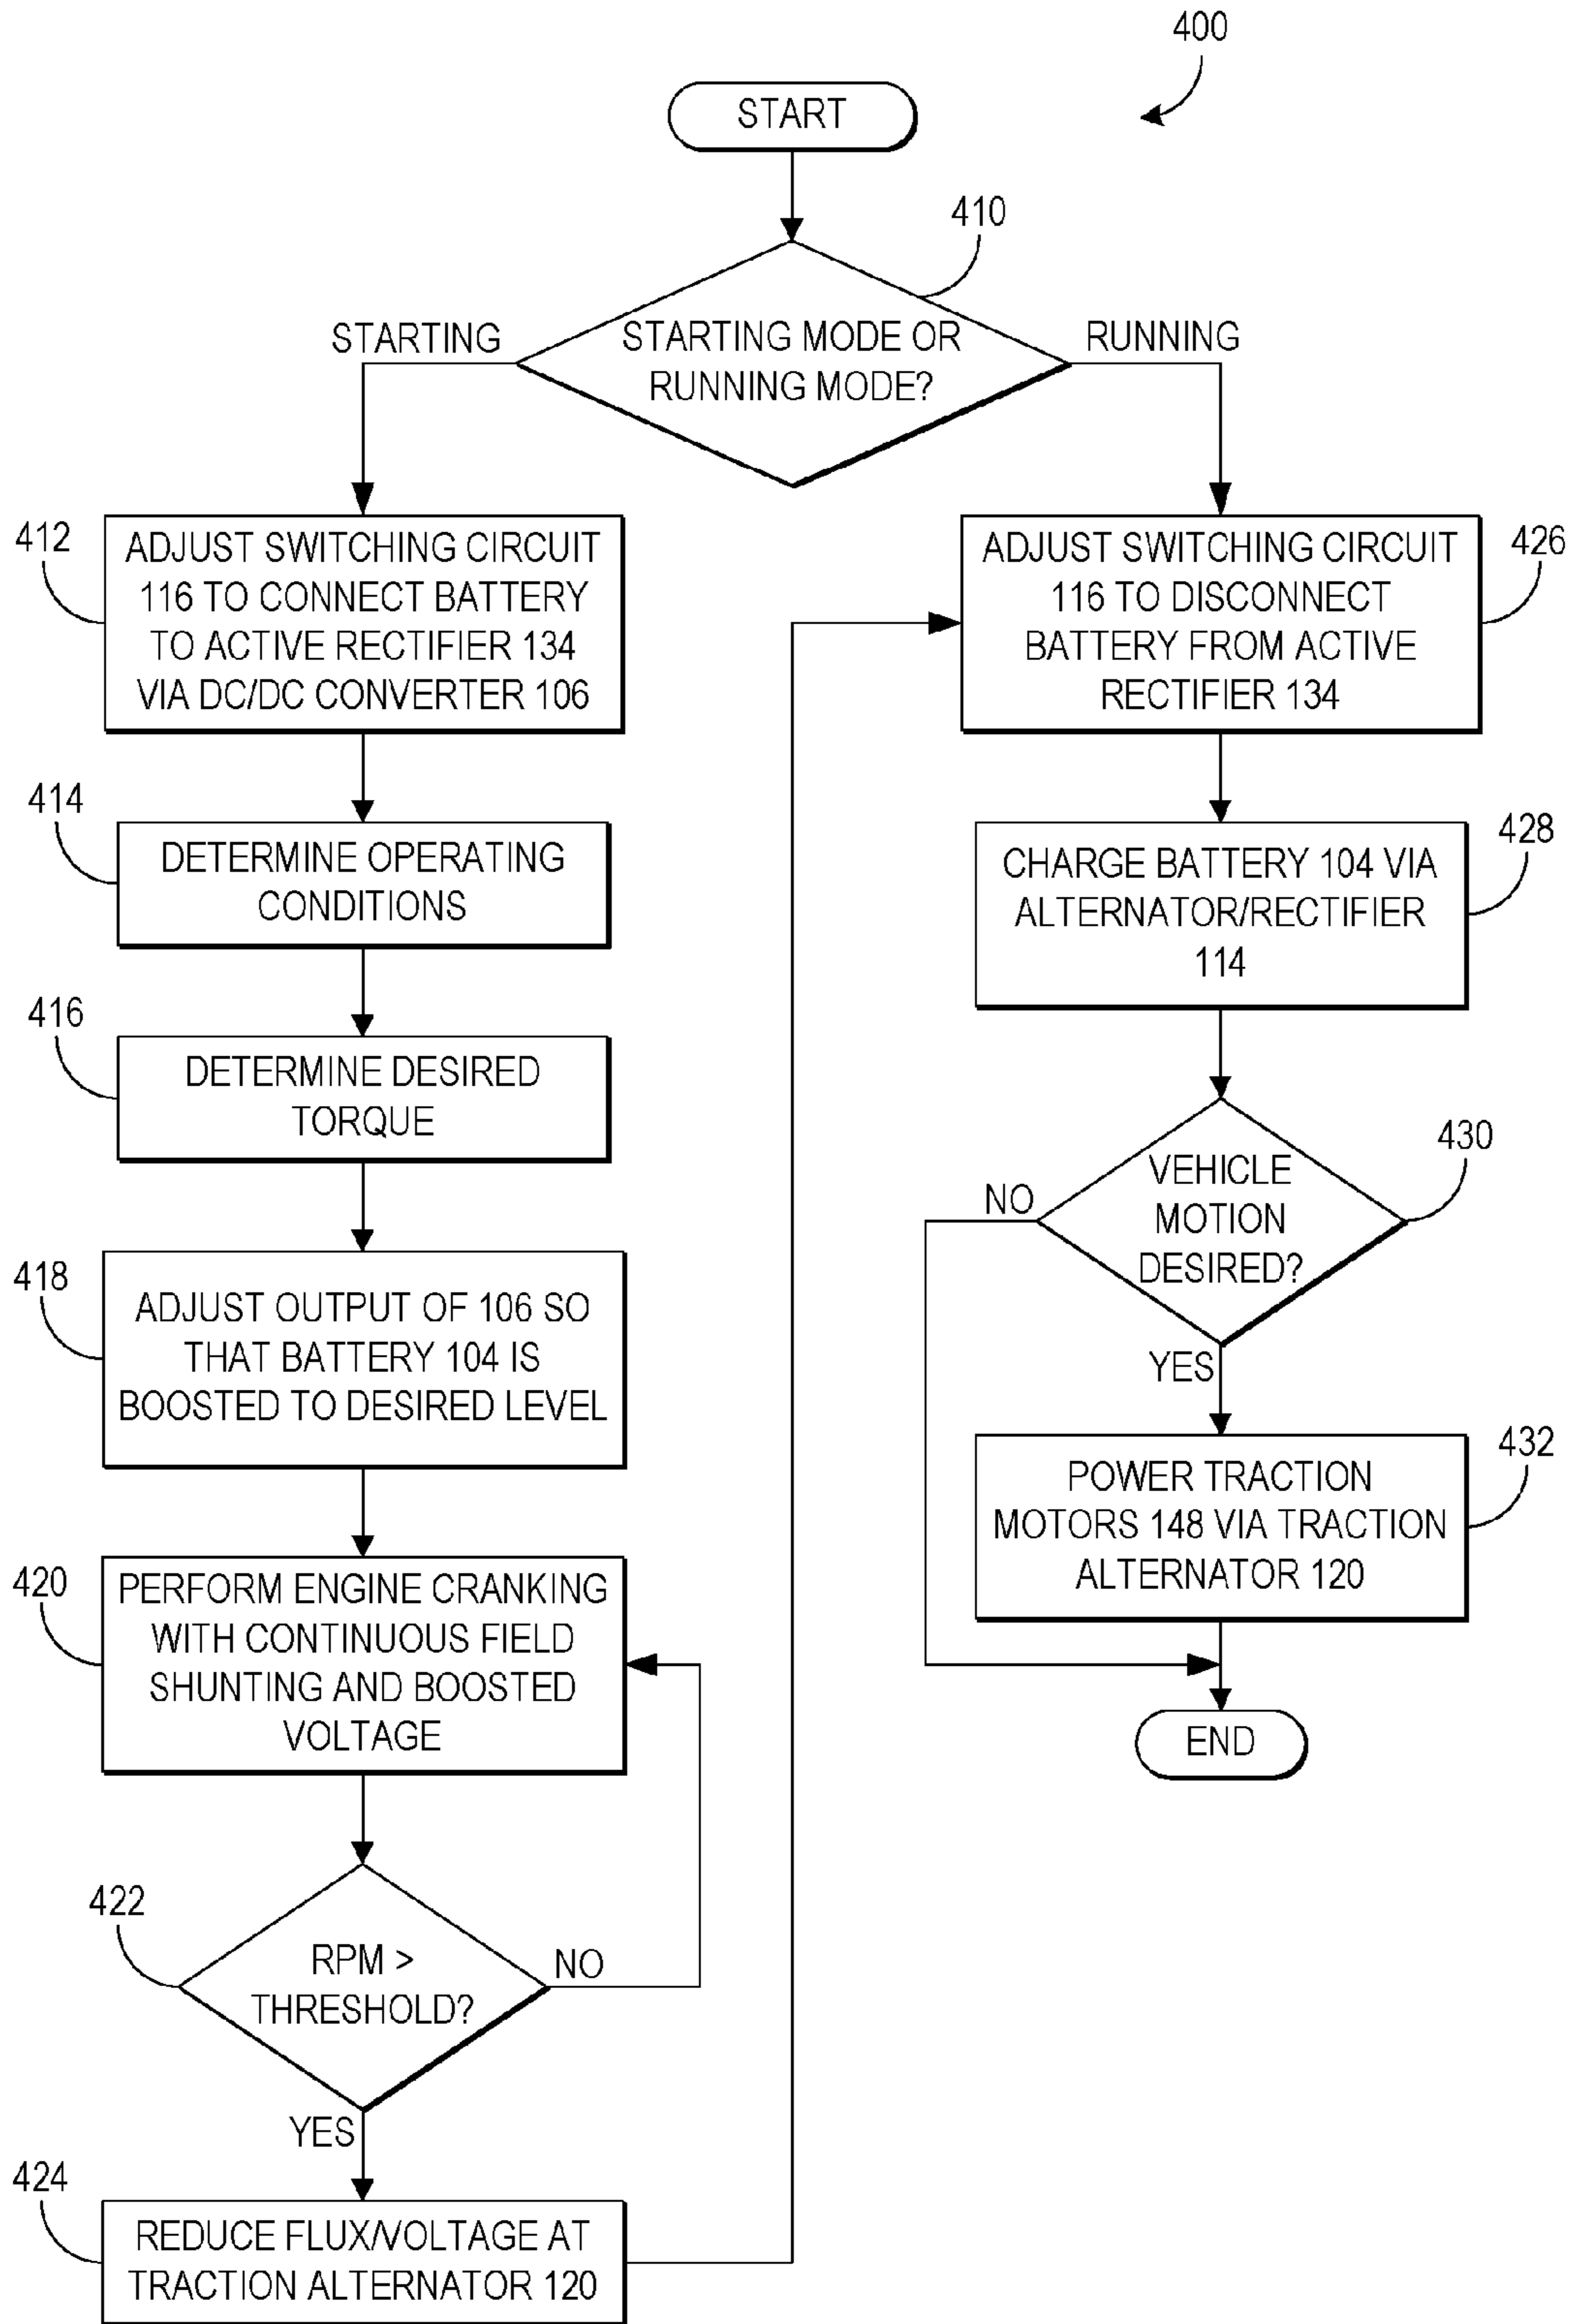 400
START
410
STARTING
STARTING MODE OR
RUNNING MODE?
RUNNING
412
ADJUST SWITCHING CIRCUIT
116 TO CONNECT BATTERY
TO ACTIVE RECTIFIER 134
VIA DC/DC CONVERTER 106
414
DETERMINE OPERATING
CONDITIONS
416
DETERMINE DESIRED
TORQUE
418
ADJUST OUTPUT OF 106 SO
THAT BATTERY 104 IS
BOOSTED TO DESIRED LEVEL
420
PERFORM ENGINE CRANKING
WITH CONTINUOUS FIELD
SHUNTING AND BOOSTED
VOLTAGE
422
RPM >
THRESHOLD?
NO
YES
424
REDUCE FLUX/VOLTAGE AT
TRACTION ALTERNATOR 120
426
ADJUST SWITCHING CIRCUIT
116 TO DISCONNECT
BATTERY FROM ACTIVE
RECTIFIER 134
428
CHARGE BATTERY 104 VIA
ALTERNATOR/RECTIFIER
114
430
VEHICLE
MOTION
DESIRED?
NO
YES
432
POWER TRACTION
MOTORS 148 VIA TRACTION
ALTERNATOR 120
END